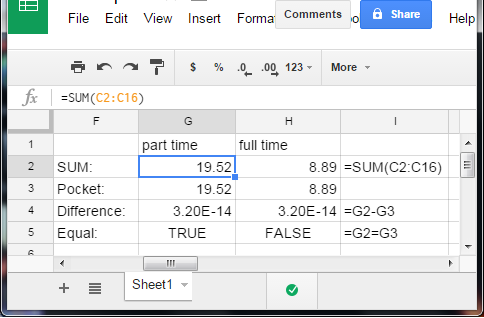 File Edit View Insert Forma Comments Share Help
$ % .0 .00 123 More
fx =SUM(C2:C16)
F G H I
1 part time full time
2 SUM: 19.52 8.89 =SUM(C2:C16)
3 Pocket: 19.52 8.89
4 Difference: 3.20E-14 3.20E-14 =G2-G3
5 Equal: TRUE FALSE =G2=G3
Sheet1